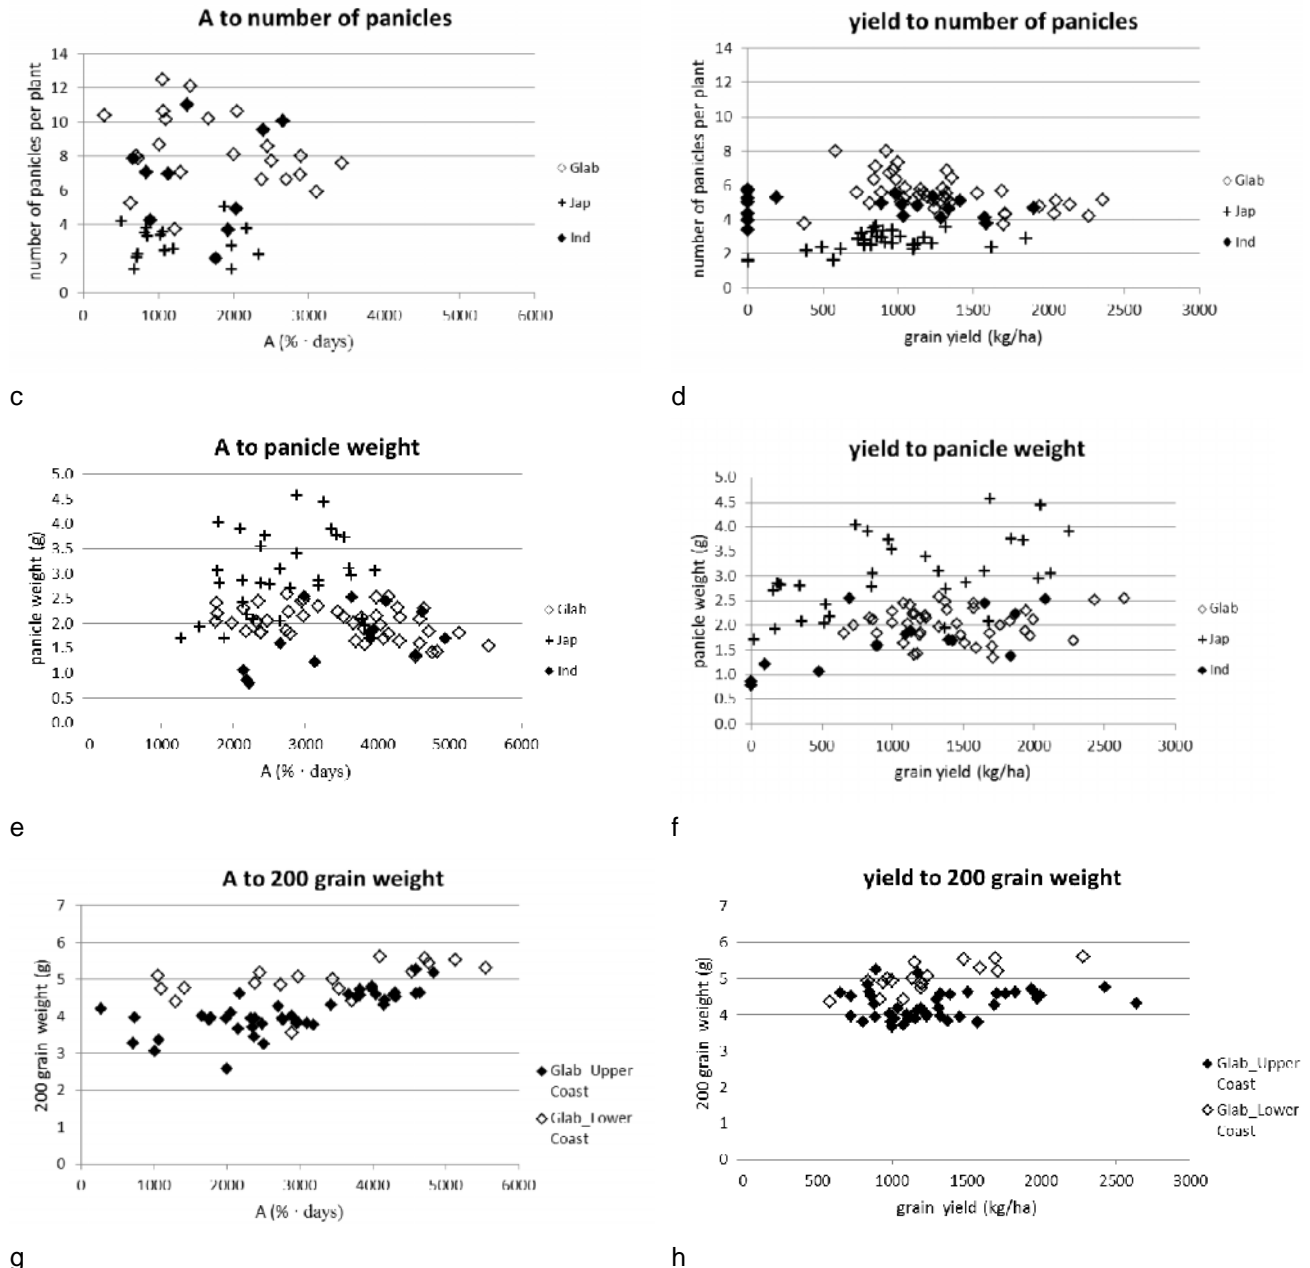 A to number of panicles
number of panicles per plant
14
12
10
8
6
4
2
0
0 1000 2000 3000 4000 5000 6000
A (% · days)
Glab
Jap
Ind
yield to number of panicles
number of panicles per plant
14
12
10
8
6
4
2
0
0 500 1000 1500 2000 2500 3000
grain yield (kg/ha)
Glab
Jap
Ind
c
d
A to panicle weight
panicle weight (g)
5.0
4.5
4.0
3.5
3.0
2.5
2.0
1.5
1.0
0.5
0.0
0 1000 2000 3000 4000 5000 6000
A (% · days)
Glab
Jap
Ind
yield to panicle weight
panicle weight (g)
5.0
4.5
4.0
3.5
3.0
2.5
2.0
1.5
1.0
0.5
0.0
0 500 1000 1500 2000 2500 3000
grain yield (kg/ha)
Glab
Jap
Ind
e
f
A to 200 grain weight
200 grain weight (g)
7
6
5
4
3
2
1
0
0 1000 2000 3000 4000 5000 6000
A (% · days)
Glab_Upper
Coast
Glab_Lower
Coast
yield to 200 grain weight
200 grain weight (g)
7
6
5
4
3
2
1
0
0 500 1000 1500 2000 2500 3000
grain yield (kg/ha)
Glab_Upper
Coast
Glab_Lower
Coast
g
h